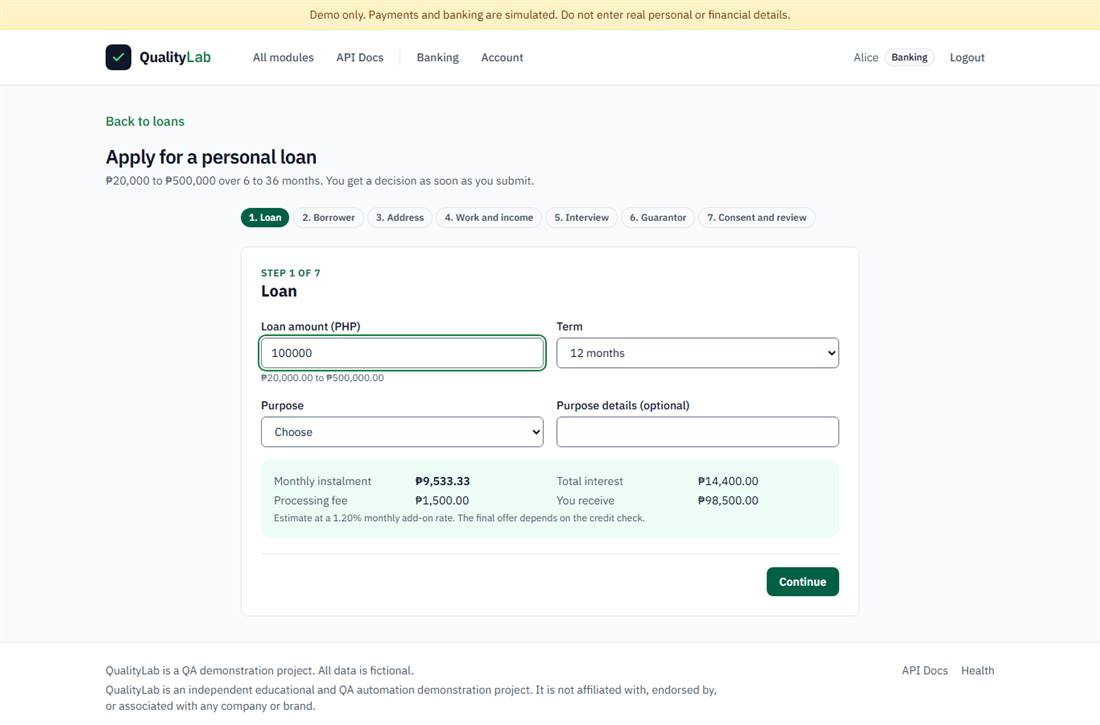 Demo only. Payments and banking are simulated. Do not enter real personal or financial details.
QualityLab All modules API Docs Banking Account Alice Banking Logout
Back to loans
Apply for a personal loan
₱20,000 to ₱500,000 over 6 to 36 months. You get a decision as soon as you submit.
1. Loan 2. Borrower 3. Address 4. Work and income 5. Interview 6. Guarantor 7. Consent and review
STEP 1 OF 7
Loan
Loan amount (PHP) Term
100000 12 months
₱20,000.00 to ₱500,000.00
Purpose Purpose details (optional)
Choose
Monthly instalment ₱9,533.33 Total interest ₱14,400.00
Processing fee ₱1,500.00 You receive ₱98,500.00
Estimate at a 1.20% monthly add-on rate. The final offer depends on the credit check.
Continue
QualityLab is a QA demonstration project. All data is fictional. API Docs Health
QualityLab is an independent educational and QA automation demonstration project. It is not affiliated with, endorsed by,
or associated with any company or brand.